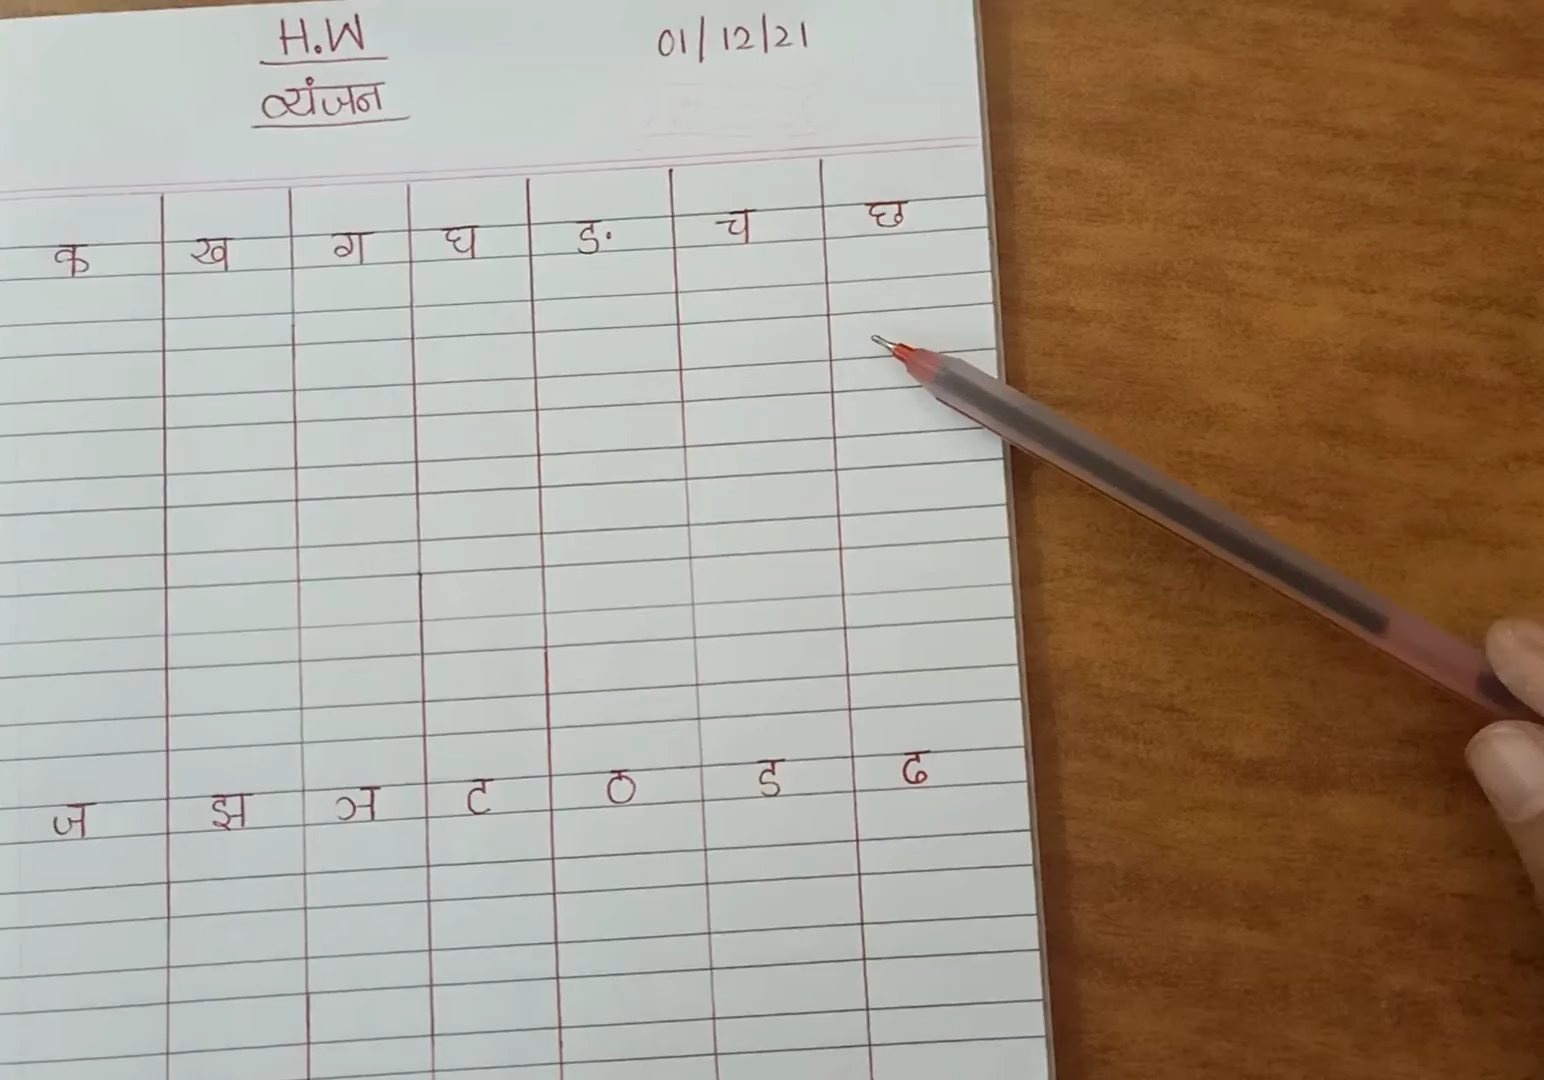 H.W 01/12/21
व्यंजन
क ख ग घ ङ च छ
ज झ ञ ट ठ ड ढ